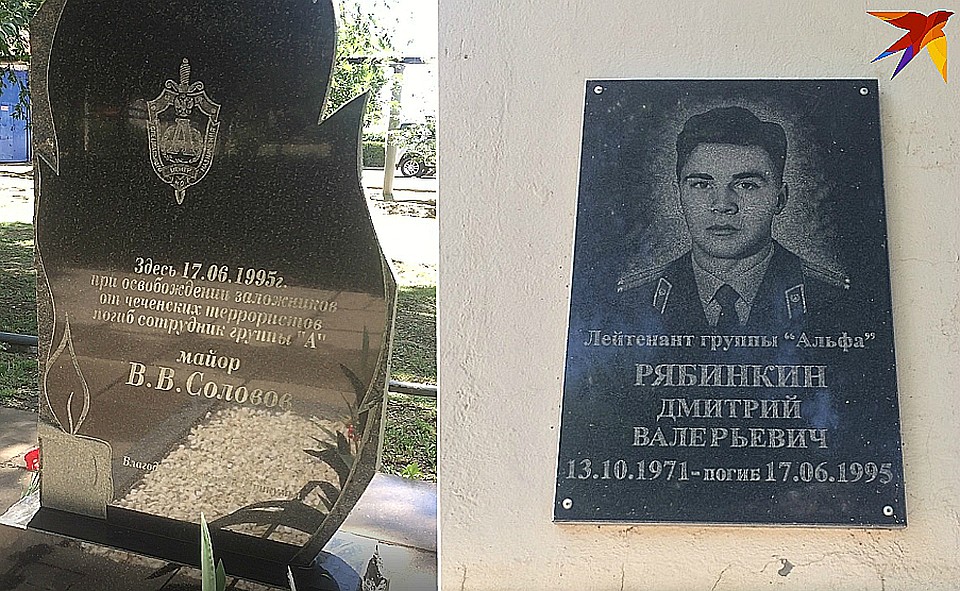 ЦЕНТР
Здесь 17.06.1995г.
при освобождении заложников
от чеченских террористов
погиб сотрудник группы "А"
майор
В.В.Соловов
Лейтенант группы "Альфа"
РЯБИНКИН
ДМИТРИЙ
ВАЛЕРЬЕВИЧ
13.10.1971-погиб 17.06.1995